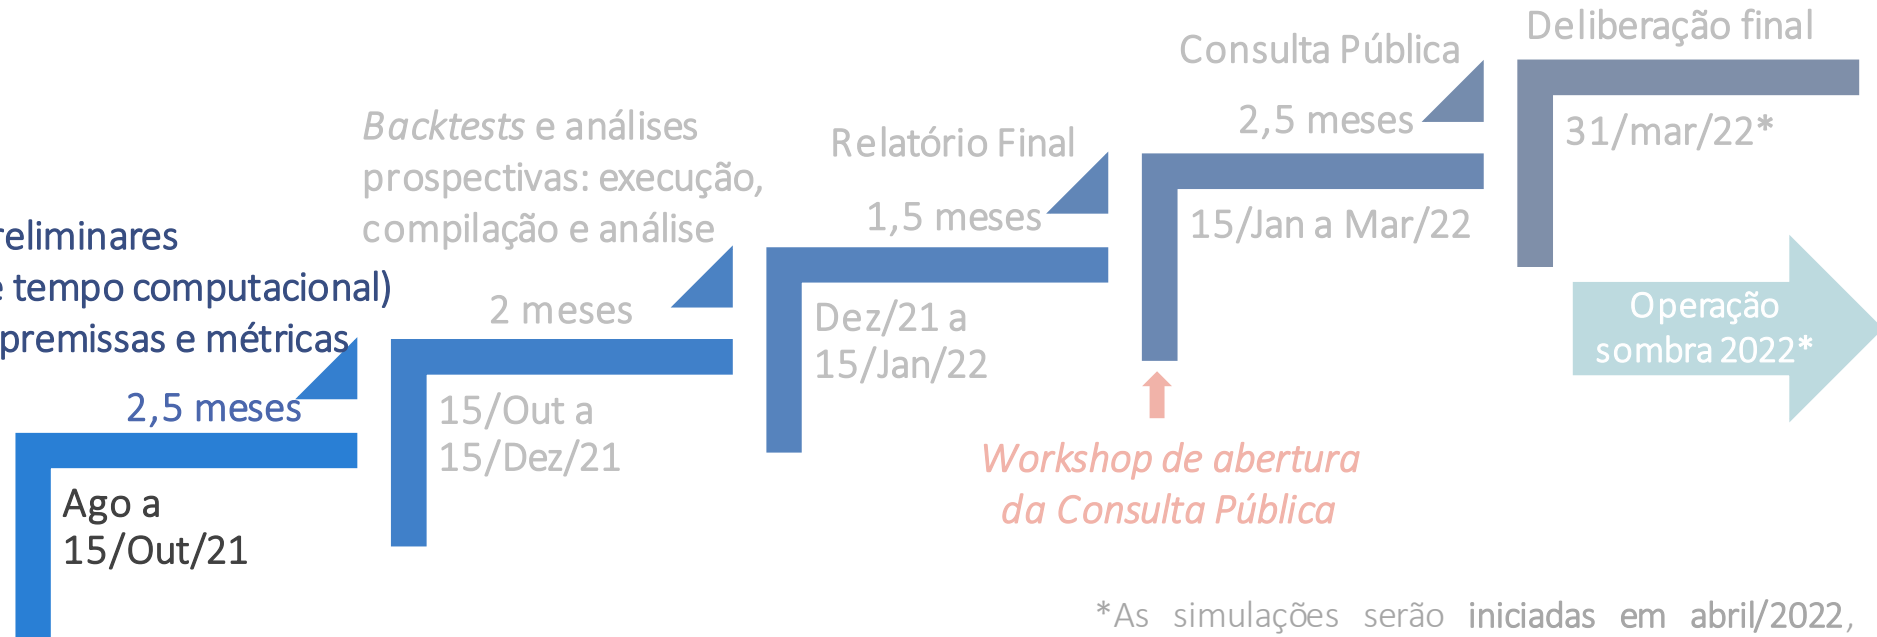 reliminares
e tempo computacional)
premissas e métricas
2,5 meses
Ago a
15/Out/21
Backtests e análises
prospectivas: execução,
compilação e análise
2 meses
15/Out a
15/Dez/21
Relatório Final
1,5 meses
Dez/21 a
15/Jan/22
Consulta Pública
2,5 meses
15/Jan a Mar/22
Workshop de abertura
da Consulta Pública
Deliberação final
31/mar/22*
Operação
sombra 2022*
*As simulações serão iniciadas em abril/2022,